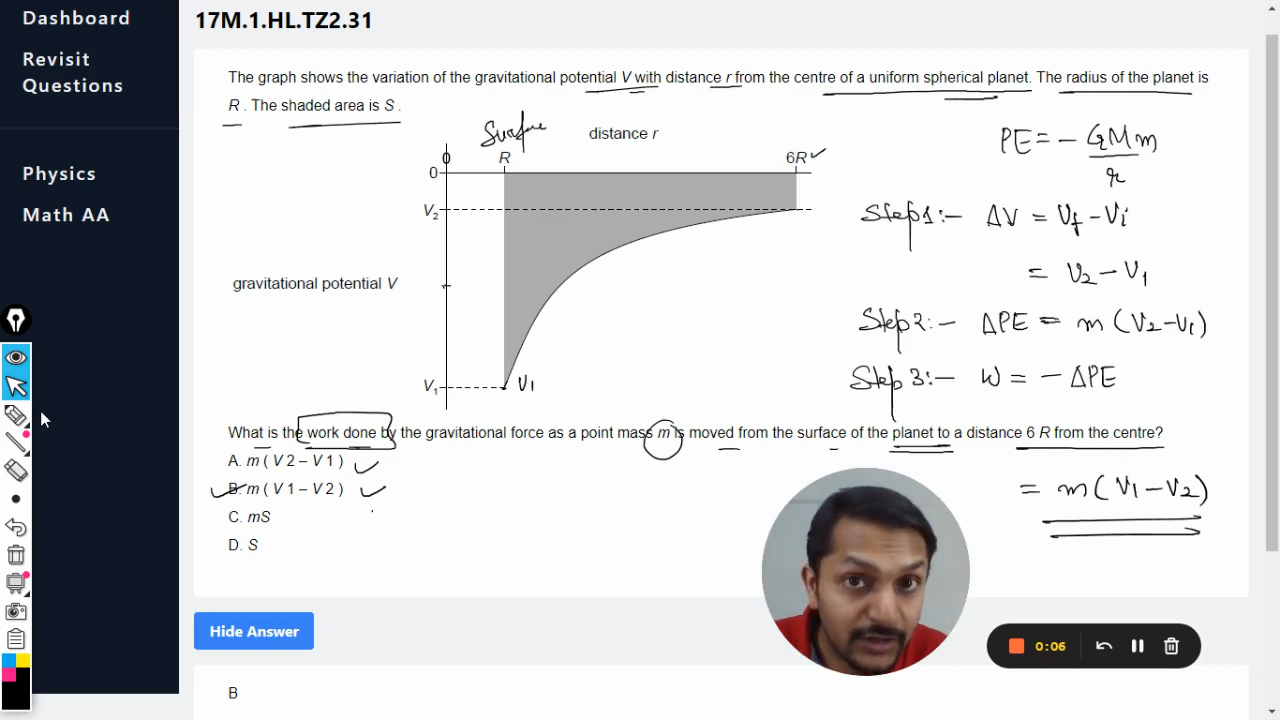 Dashboard
Revisit
Questions
Physics
Math AA
17M.1.HL.TZ2.31
The graph shows the variation of the gravitational potential V with distance r from the centre of a uniform spherical planet. The radius of the planet is
R . The shaded area is S .
Surface
distance r
0
R
6R
0
V2
gravitational potential V
V1
V1
PE = - GMm
r
Step 1:- ΔV = Vf - Vi
= V2 - V1
Step 2:- ΔPE = m (V2-V1)
Step 3:- W = - ΔPE
What is the work done by the gravitational force as a point mass m is moved from the surface of the planet to a distance 6 R from the centre?
A. m ( V 2 – V 1 )
B. m ( V 1 – V 2 )
C. mS
D. S
= m (V1 - V2)
Hide Answer
0:06
B